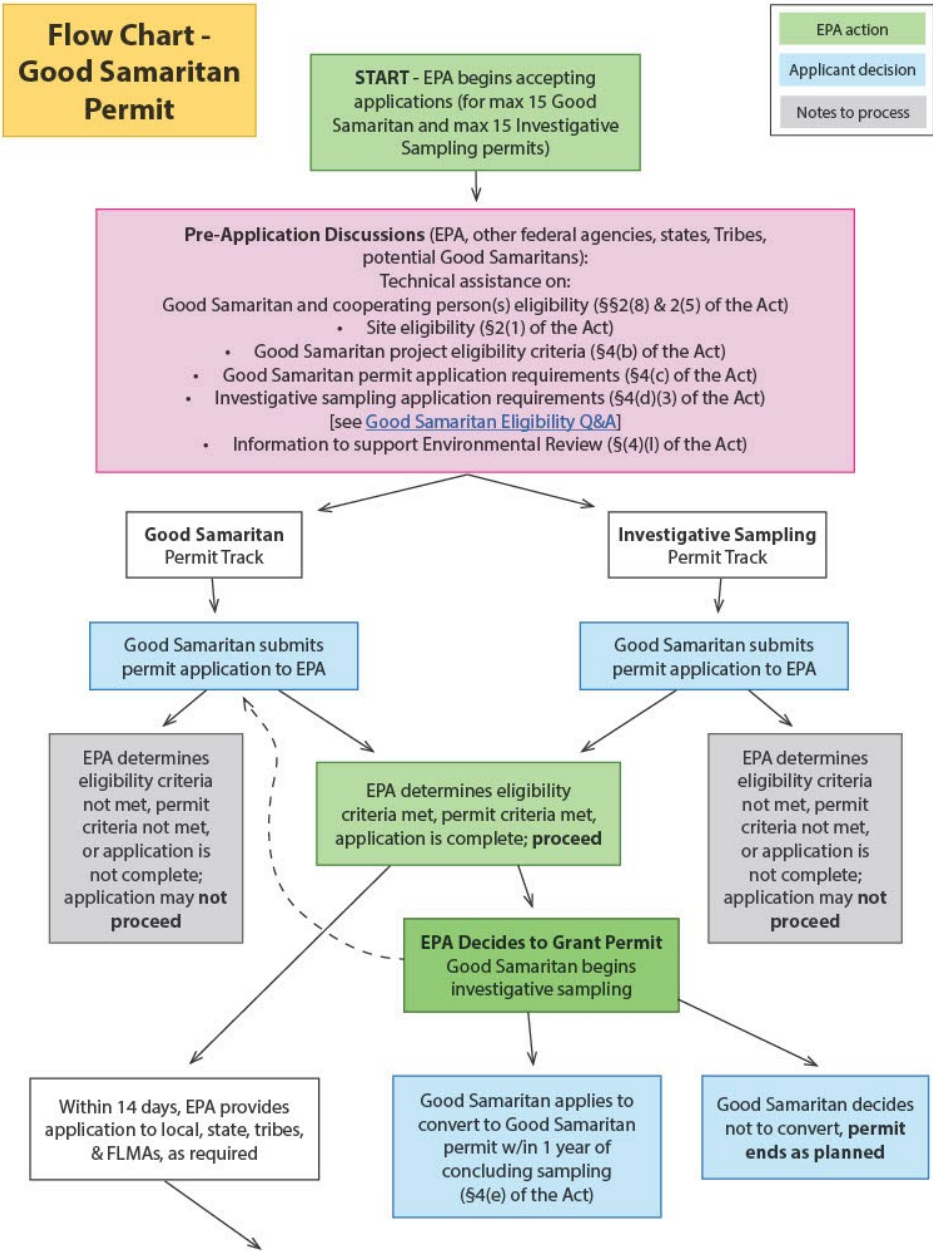 Flow Chart -
Good Samaritan
Permit
EPA action
Applicant decision
Notes to process
START - EPA begins accepting
applications (for max 15 Good
Samaritan and max 15 Investigative
Sampling permits)
Pre-Application Discussions (EPA, other federal agencies, states, Tribes,
potential Good Samaritans):
Technical assistance on:
Good Samaritan and cooperating person(s) eligibility (§§2(8) & 2(5) of the Act)
• Site eligibility (§2(1) of the Act)
• Good Samaritan project eligibility criteria (§4(b) of the Act)
• Good Samaritan permit application requirements (§4(c) of the Act)
• Investigative sampling application requirements (§4(d)(3) of the Act)
[see Good Samaritan Eligibility Q&A]
• Information to support Environmental Review (§(4)(l) of the Act)
Good Samaritan
Permit Track
Investigative Sampling
Permit Track
Good Samaritan submits
permit application to EPA
Good Samaritan submits
permit application to EPA
EPA determines
eligibility criteria
not met, permit
criteria not met,
or application is
not complete;
application may not
proceed
EPA determines eligibility
criteria met, permit criteria met,
application is complete; proceed
EPA determines
eligibility criteria
not met, permit
criteria not met,
or application is
not complete;
application may not
proceed
EPA Decides to Grant Permit
Good Samaritan begins
investigative sampling
Within 14 days, EPA provides
application to local, state, tribes,
& FLMAs, as required
Good Samaritan applies to
convert to Good Samaritan
permit w/in 1 year of
concluding sampling
(§4(e) of the Act)
Good Samaritan decides
not to convert, permit
ends as planned